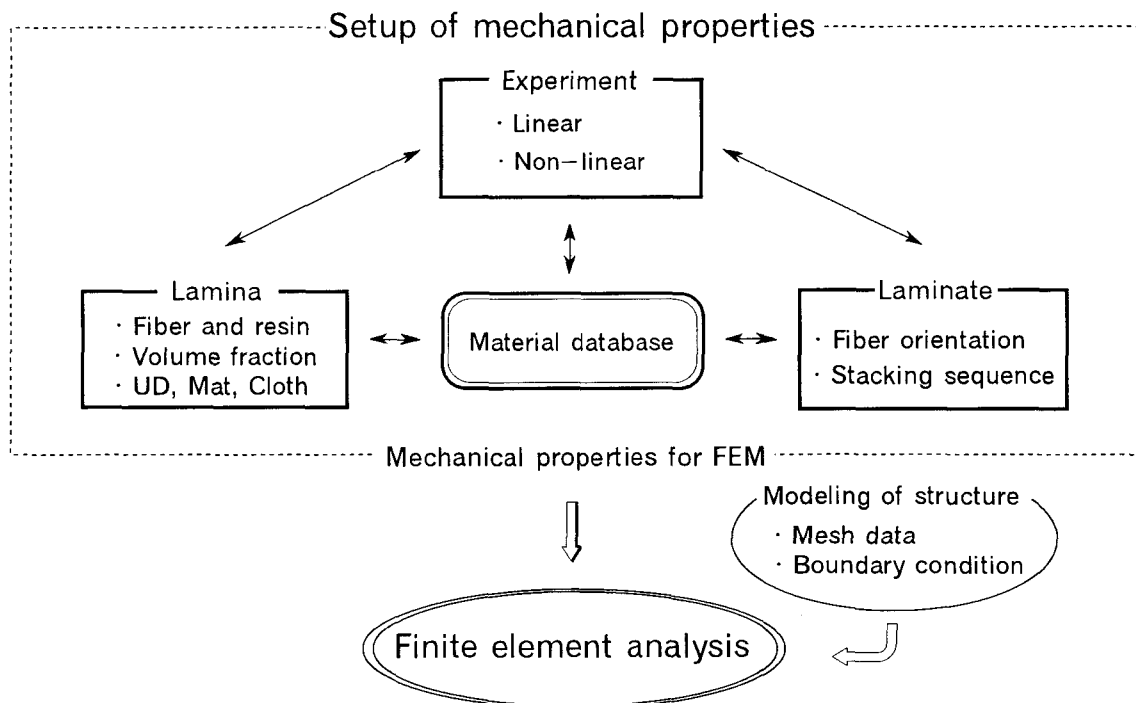 Setup of mechanical properties
Experiment
· Linear
· Non-linear
Lamina
· Fiber and resin
· Volume fraction
· UD, Mat, Cloth
Material database
Laminate
· Fiber orientation
· Stacking sequence
Mechanical properties for FEM
Modeling of structure
· Mesh data
· Boundary condition
Finite element analysis